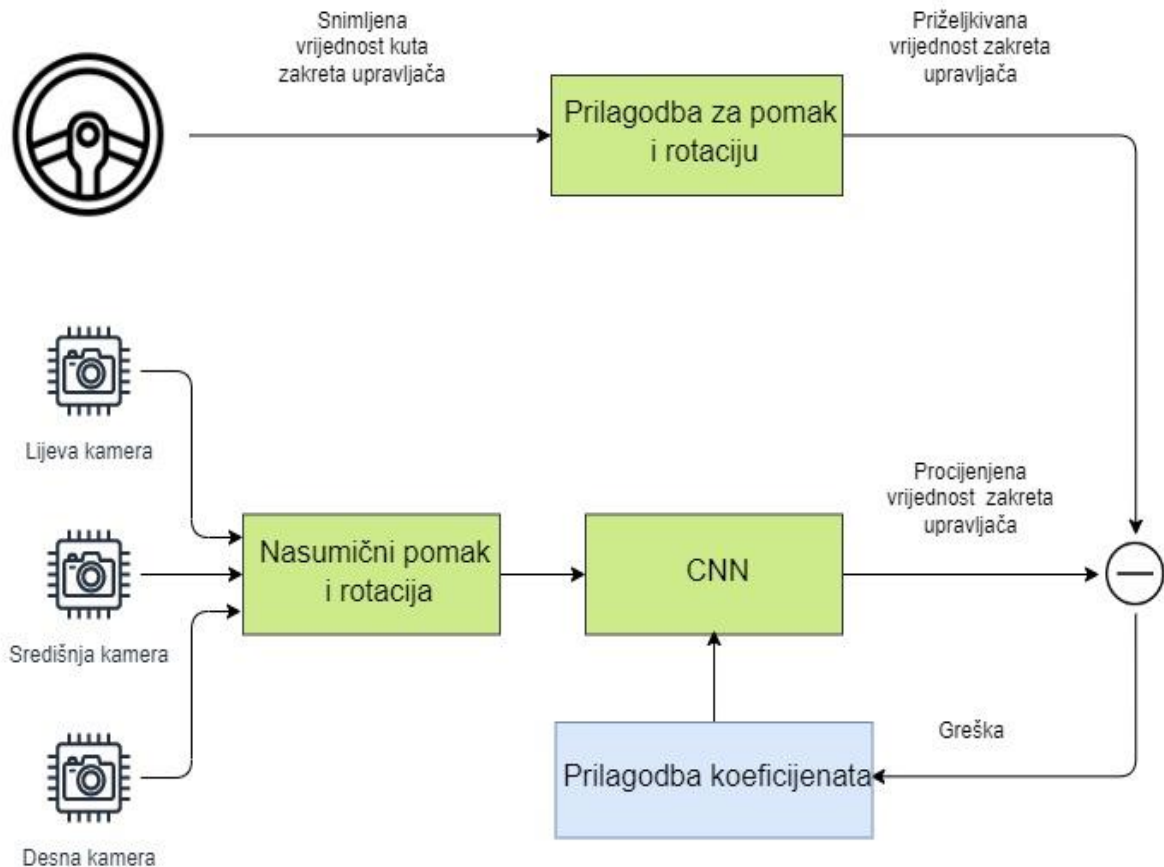 Snimljena
vrijednost kuta
zakreta upravljača
Priželjkivana
vrijednost zakreta
upravljača
Prilagodba za pomak
i rotaciju
Lijeva kamera
Središnja kamera
Desna kamera
Nasumični pomak
i rotacija
CNN
Procijenjena
vrijednost zakreta
upravljača
Greška
Prilagodba koeficijenata